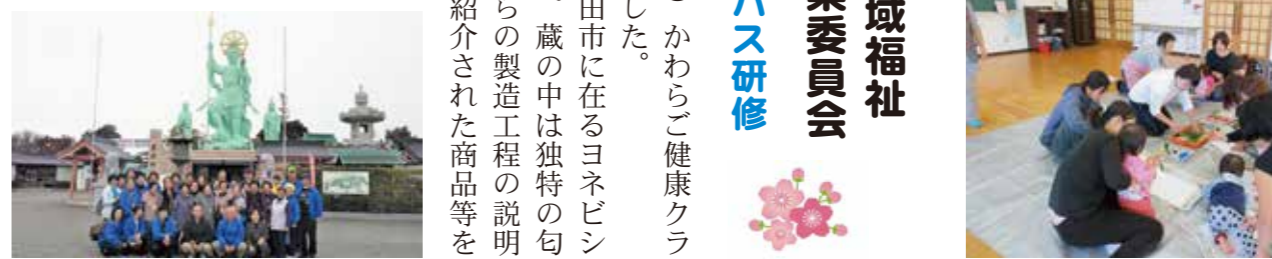 域福祉
業委員会
バス研修
かわらご健康クラ
した。
田市に在るヨネビシ
蔵の中は独特の匂
らの製造工程の説明
紹介された商品等を